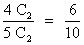 4 C₂ / 5 C₂ = 6 / 10